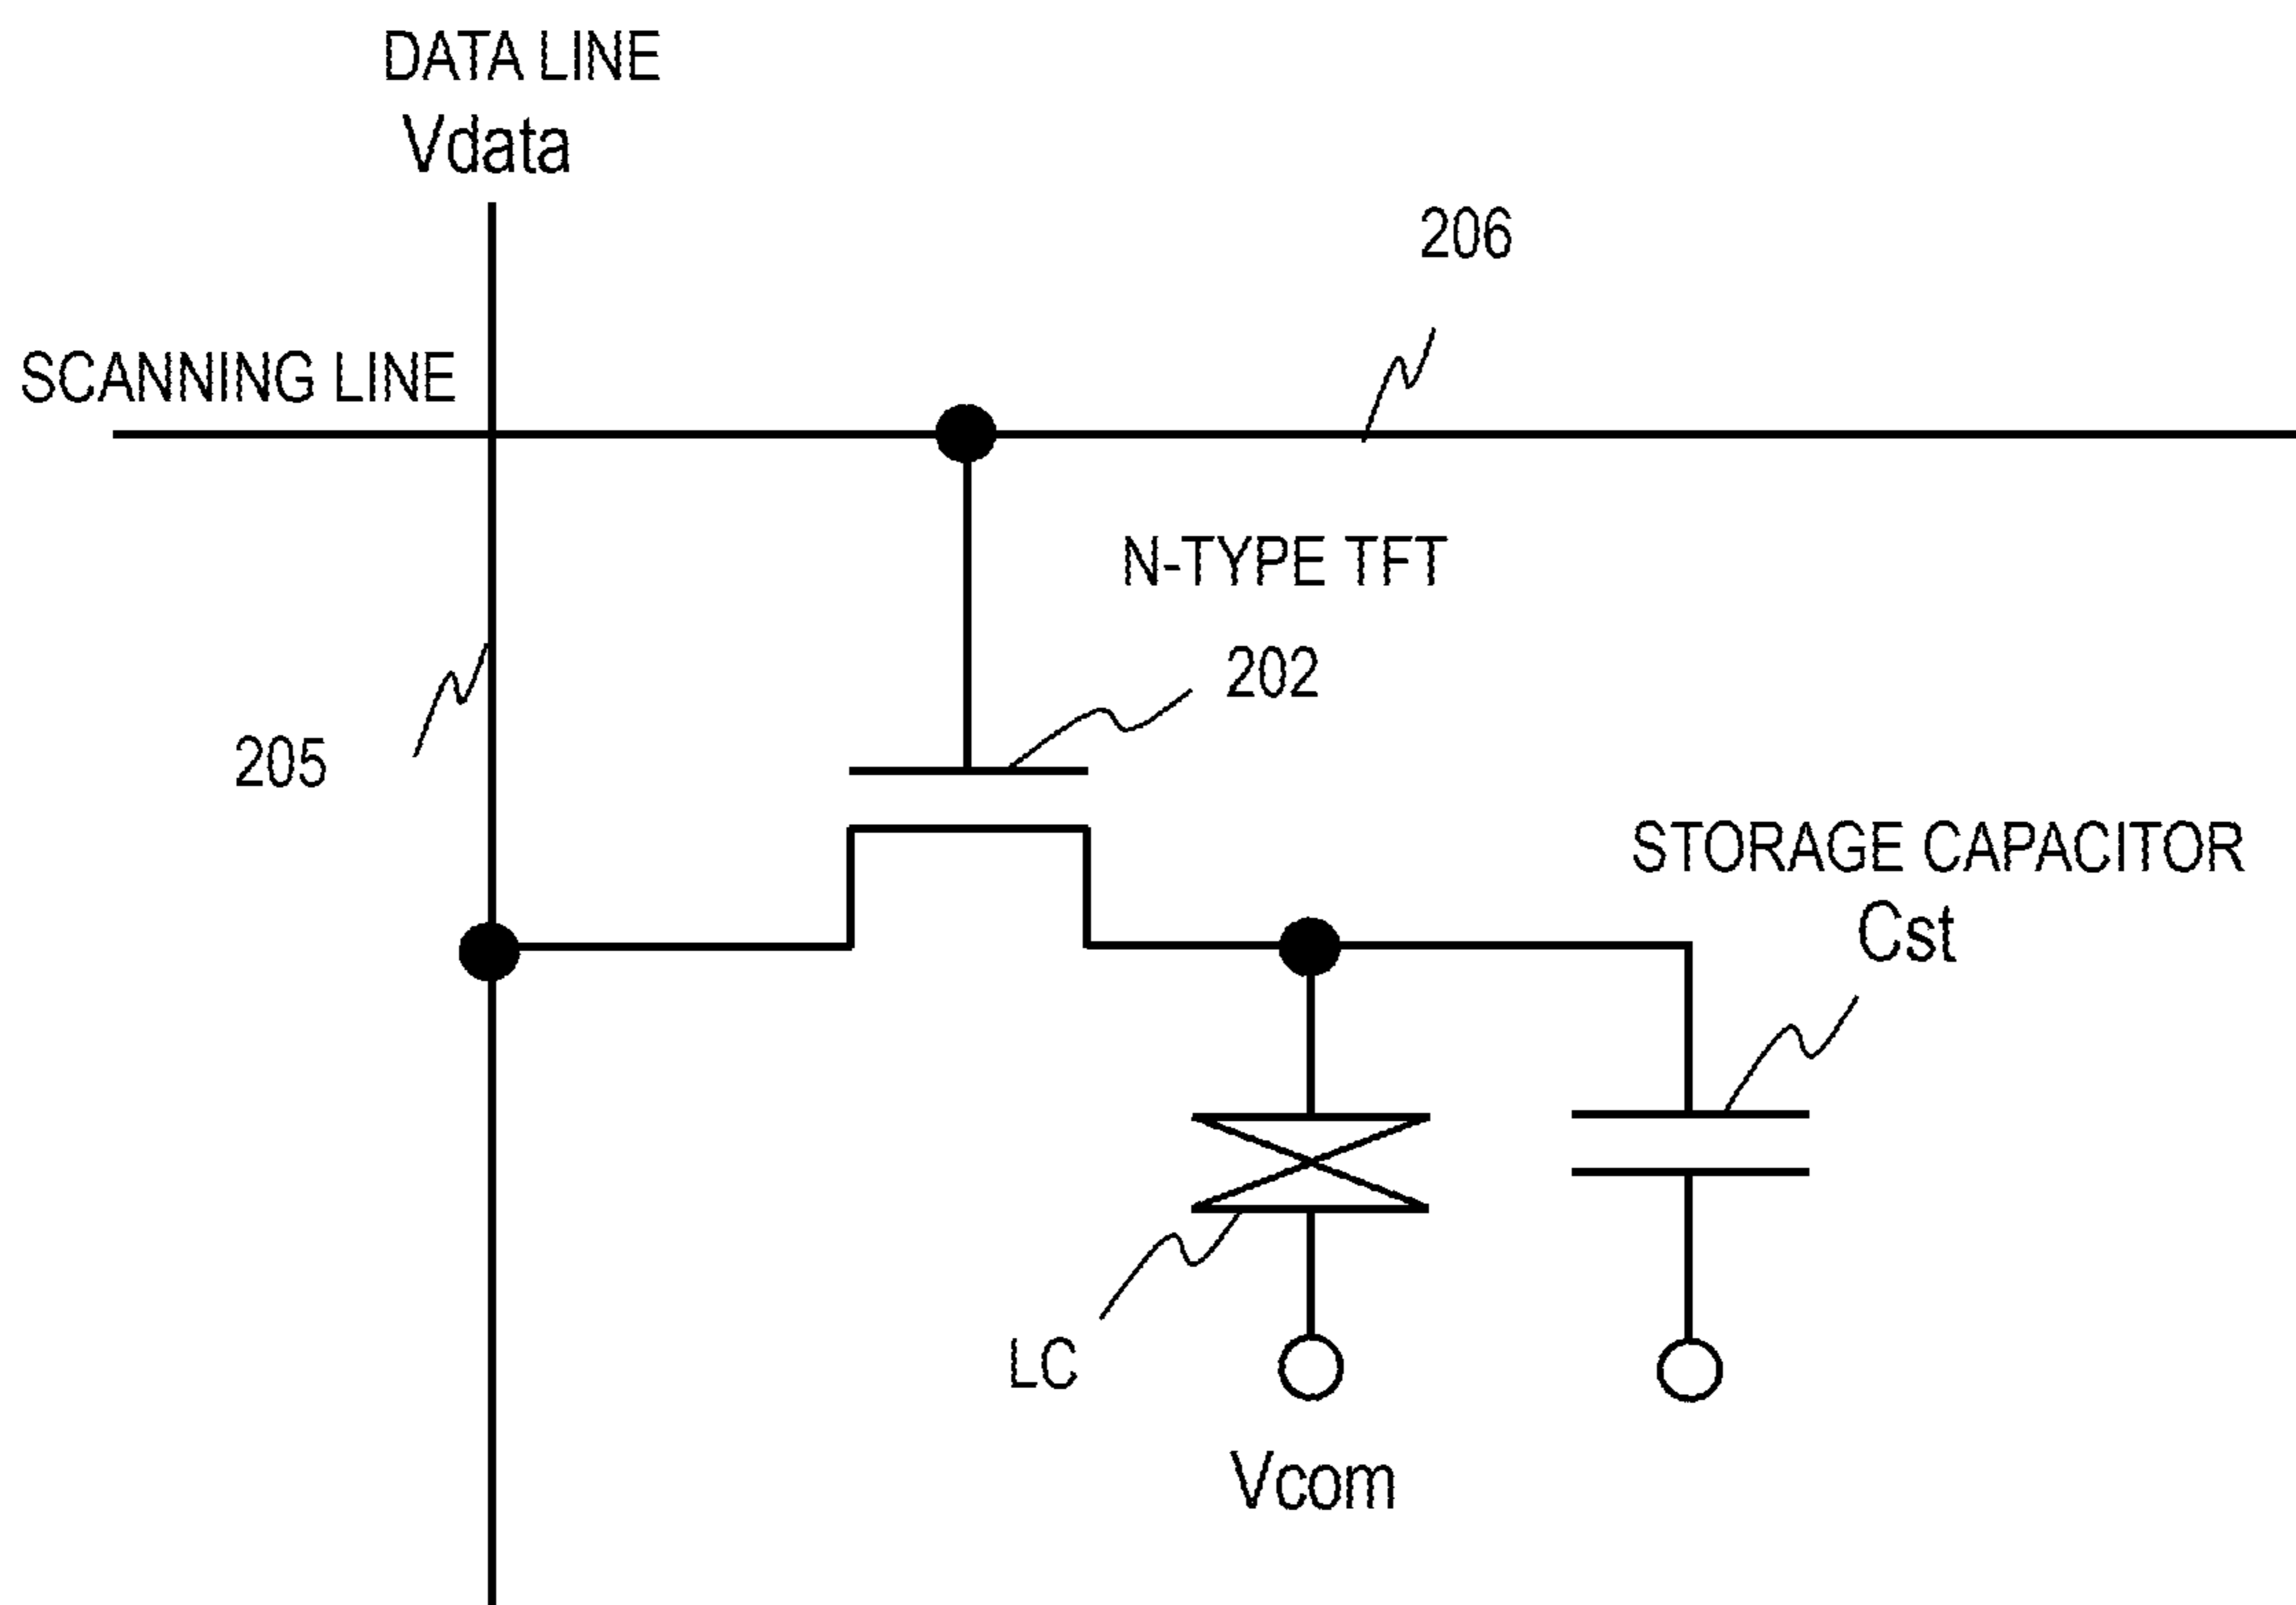 DATA LINE
Vdata
206
SCANNING LINE
N-TYPE TFT
202
205
STORAGE CAPACITOR
Cst
LC
Vcom